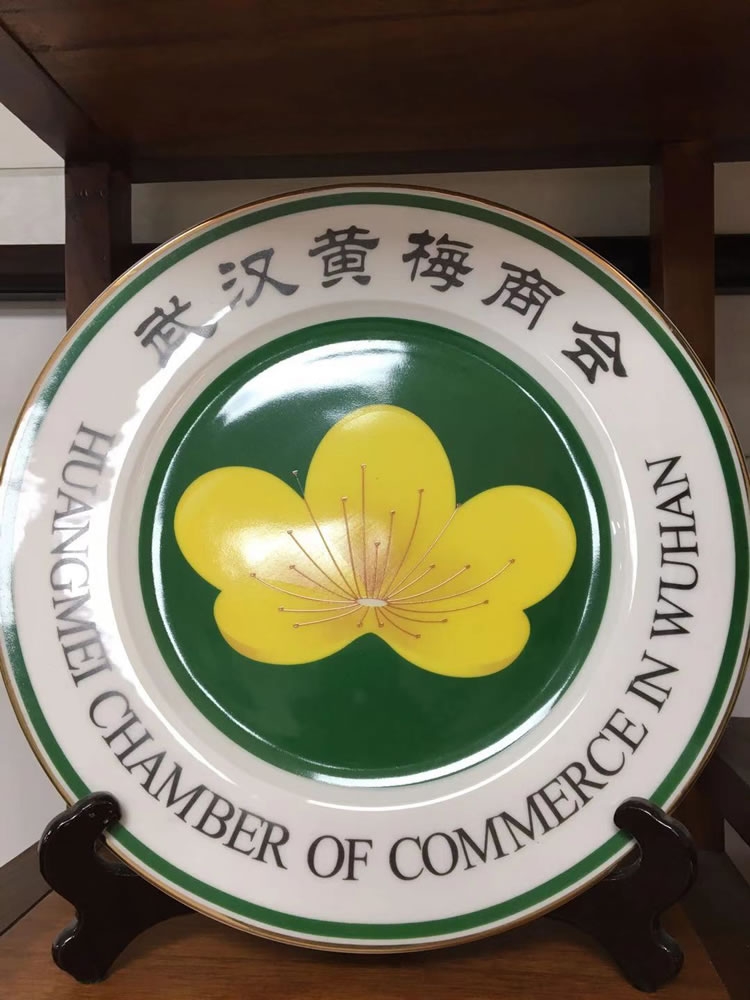 武汉黄梅商会
HUANGMEI CHAMBER OF COMMERCE IN WUHAN